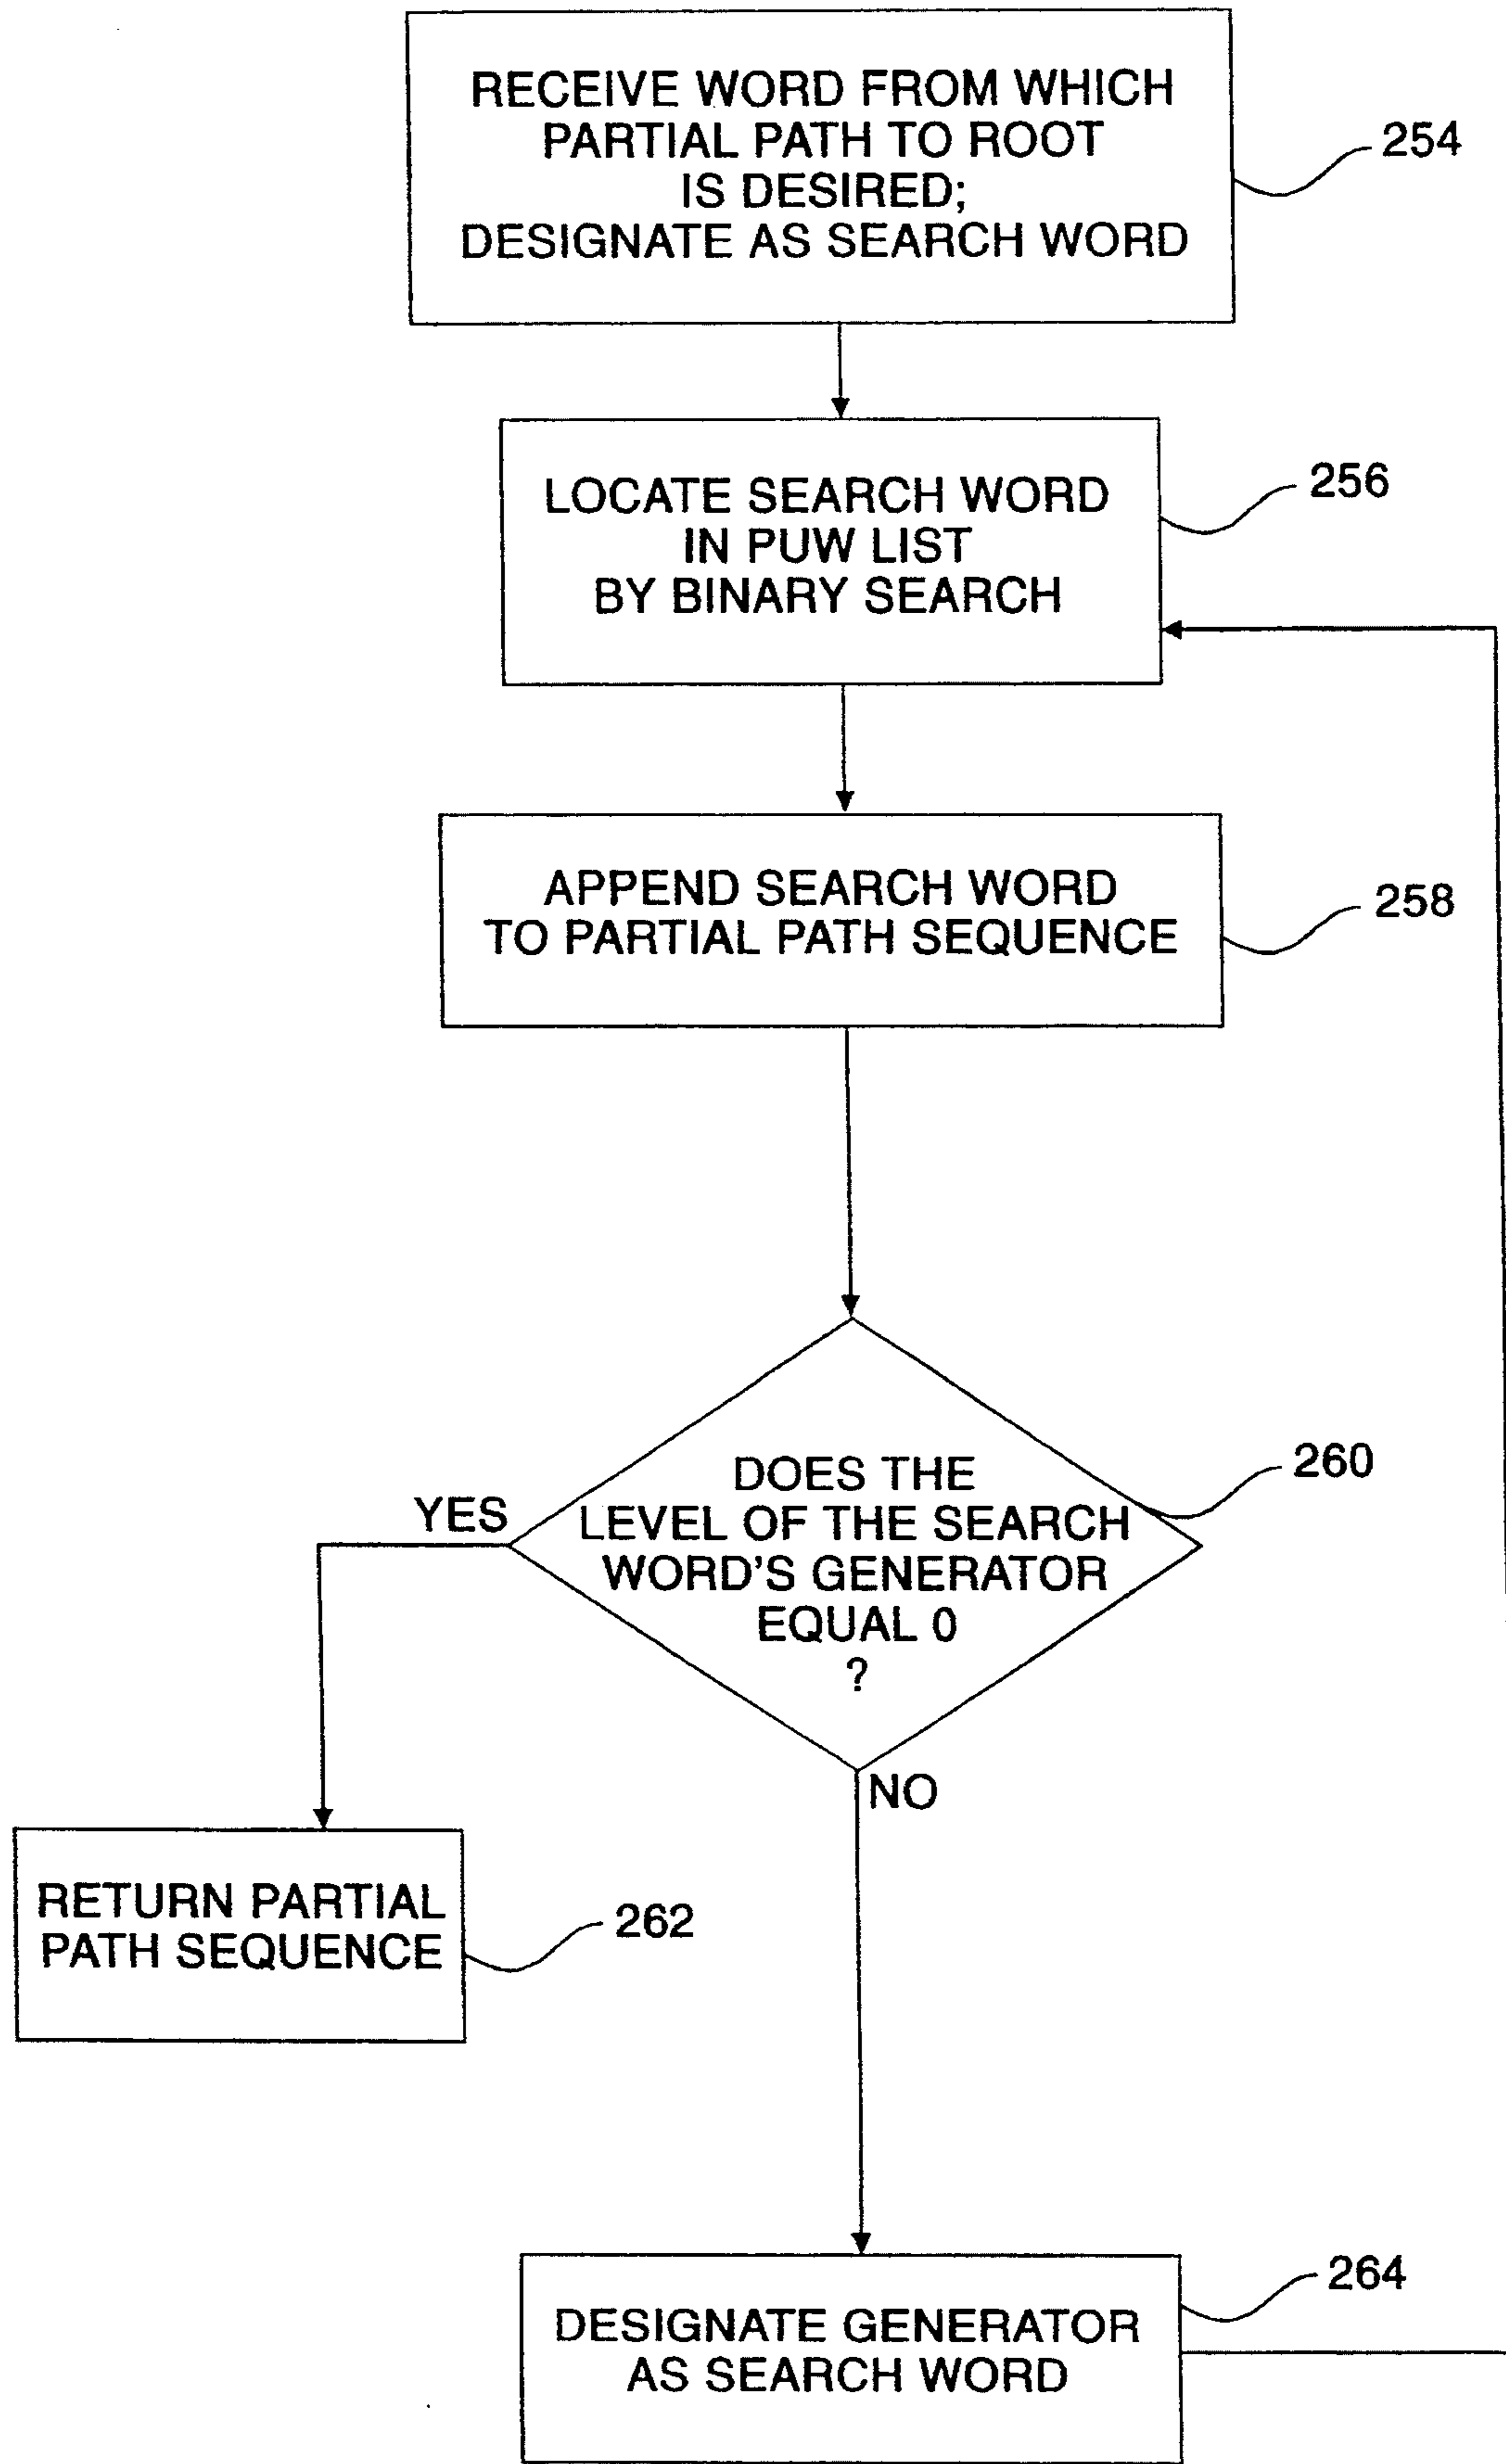 RECEIVE WORD FROM WHICH
PARTIAL PATH TO ROOT
IS DESIRED;
DESIGNATE AS SEARCH WORD
254
LOCATE SEARCH WORD
IN PUW LIST
BY BINARY SEARCH
256
APPEND SEARCH WORD
TO PARTIAL PATH SEQUENCE
258
DOES THE
LEVEL OF THE SEARCH
WORD'S GENERATOR
EQUAL 0
?
260
YES
NO
RETURN PARTIAL
PATH SEQUENCE
262
DESIGNATE GENERATOR
AS SEARCH WORD
264